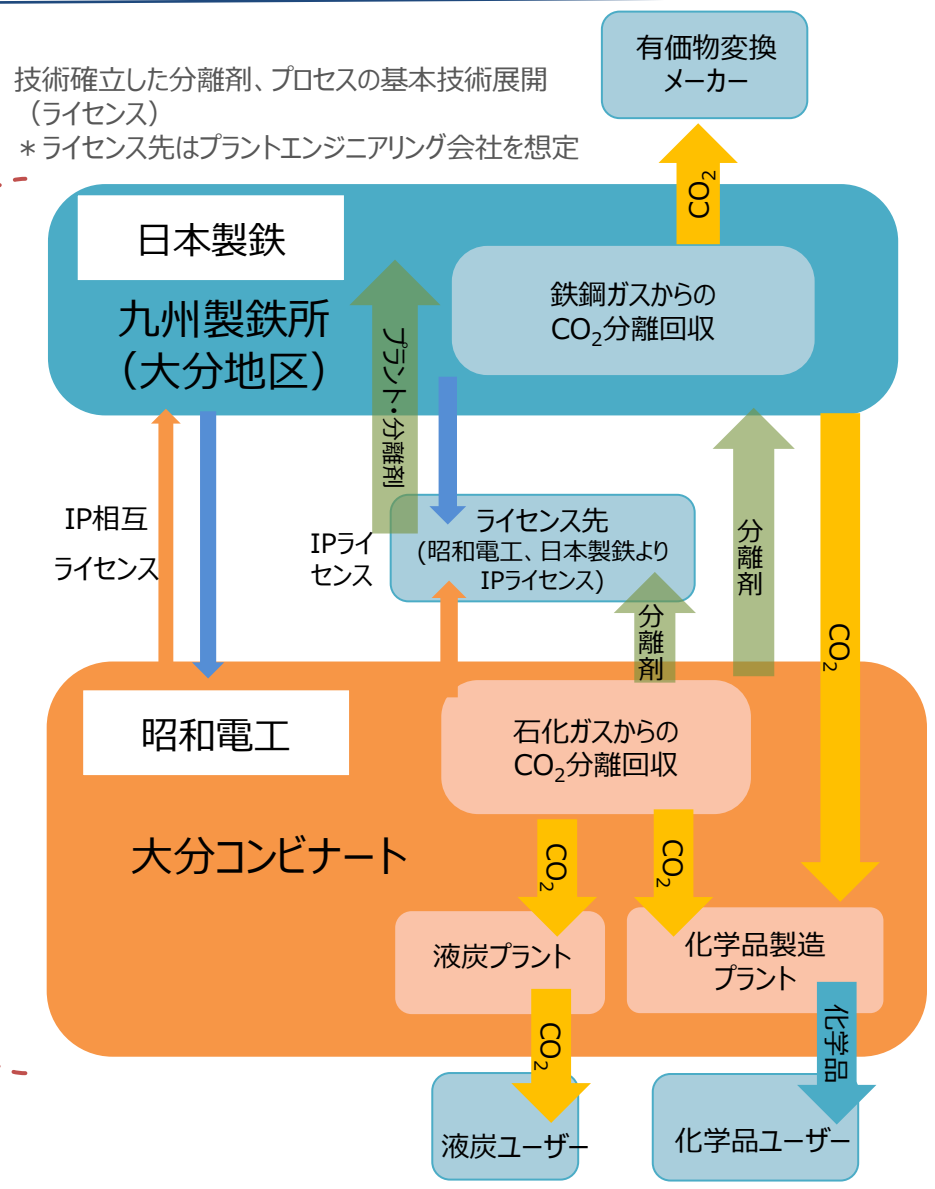 有価物変換
メーカー
技術確立した分離剤、プロセスの基本技術展開
（ライセンス）
＊ライセンス先はプラントエンジニアリング会社を想定
CO₂
日本製鉄
九州製鉄所
（大分地区）
鉄鋼ガスからの
CO₂分離回収
プラント・分離剤
IP相互
ライセンス
IPライ
センス
ライセンス先
(昭和電工、日本製鉄より
IPライセンス)
分離剤
分離剤
CO₂
昭和電工
石化ガスからの
CO₂分離回収
大分コンビナート
CO₂
CO₂
液炭プラント
化学品製造
プラント
CO₂
化学品
液炭ユーザー
化学品ユーザー